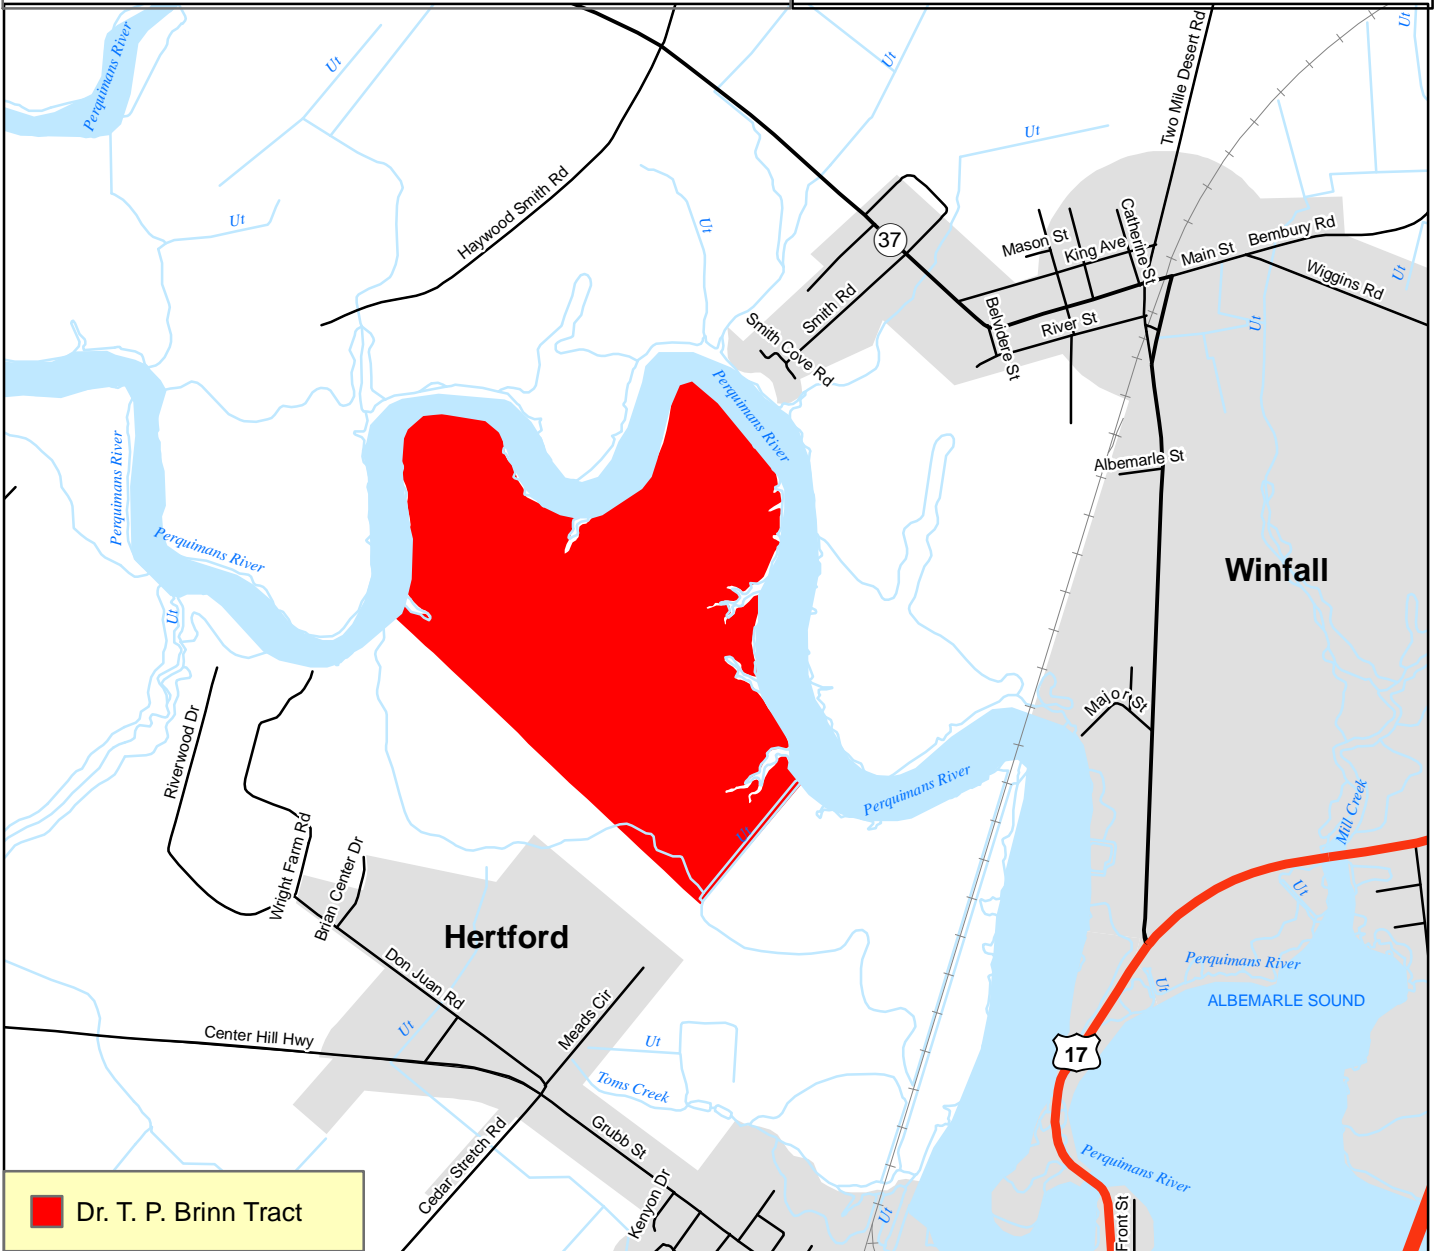 Perquimans River
Ut
Ut
Ut
Two Mile Desert Rd
Ut
Haywood Smith Rd
Ut
Ut
37
Mason St
King Ave
Catherine St
Main St
Bembury Rd
Wiggins Rd
Ut
Smith Rd
Smith Cove Rd
Belvidere St
River St
Ut
Perquimans River
Perquimans River
Albemarle St
Perquimans River
Winfall
Ut
Riverwood Dr
Major St
Perquimans River
Mill Creek
Ut
Wright Farm Rd
Brian Center Dr
Ut
Hertford
Don Juan Rd
Perquimans River
Ut
ALBEMARLE SOUND
Meads Cir
Center Hill Hwy
Ut
Ut
17
Toms Creek
Grubb St
Cedar Stretch Rd
Perquimans River
Kenyon Dr
Ut
Front St
Dr. T. P. Brinn Tract